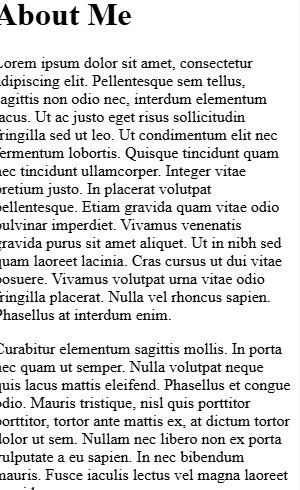 About Me
Lorem ipsum dolor sit amet, consectetur
adipiscing elit. Pellentesque sem tellus,
sagittis non odio nec, interdum elementum
lacus. Ut ac justo eget risus sollicitudin
fringilla sed ut leo. Ut condimentum elit nec
fermentum lobortis. Quisque tincidunt quam
nec tincidunt ullamcorper. Integer vitae
pretium justo. In placerat volutpat
pellentesque. Etiam gravida quam vitae odio
pulvinar imperdiet. Vivamus venenatis
gravida purus sit amet aliquet. Ut in nibh sed
quam laoreet lacinia. Cras cursus ut dui vitae
posuere. Vivamus volutpat urna vitae odio
fringilla placerat. Nulla vel rhoncus sapien.
Phasellus at interdum enim.
Curabitur elementum sagittis mollis. In porta
nec quam ut semper. Nulla volutpat neque
quis lacus mattis eleifend. Phasellus et congue
odio. Mauris tristique, nisl quis porttitor
porttitor, tortor ante mattis ex, at dictum tortor
dolor ut sem. Nullam nec libero non ex porta
vulputate a eu sapien. In nec bibendum
mauris. Fusce iaculis lectus vel magna laoreet